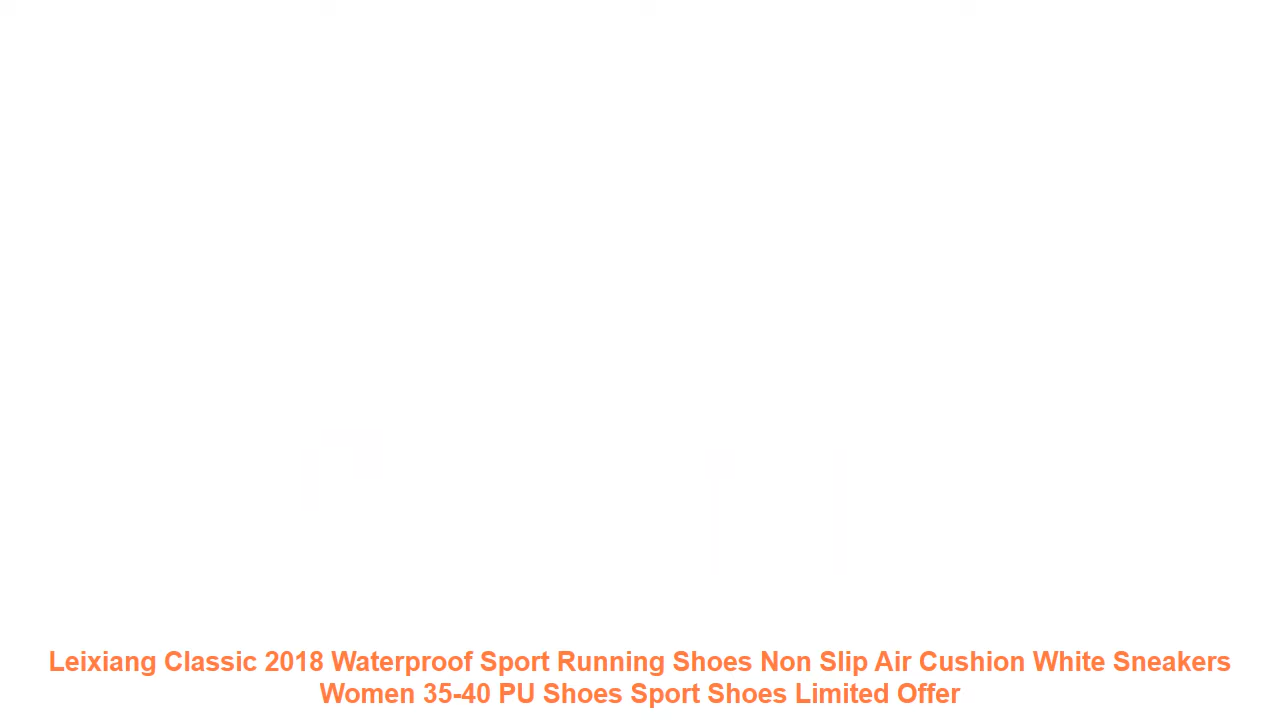 Leixiang Classic 2018 Waterproof Sport Running Shoes Non Slip Air Cushion White Sneakers
Women 35-40 PU Shoes Sport Shoes Limited Offer